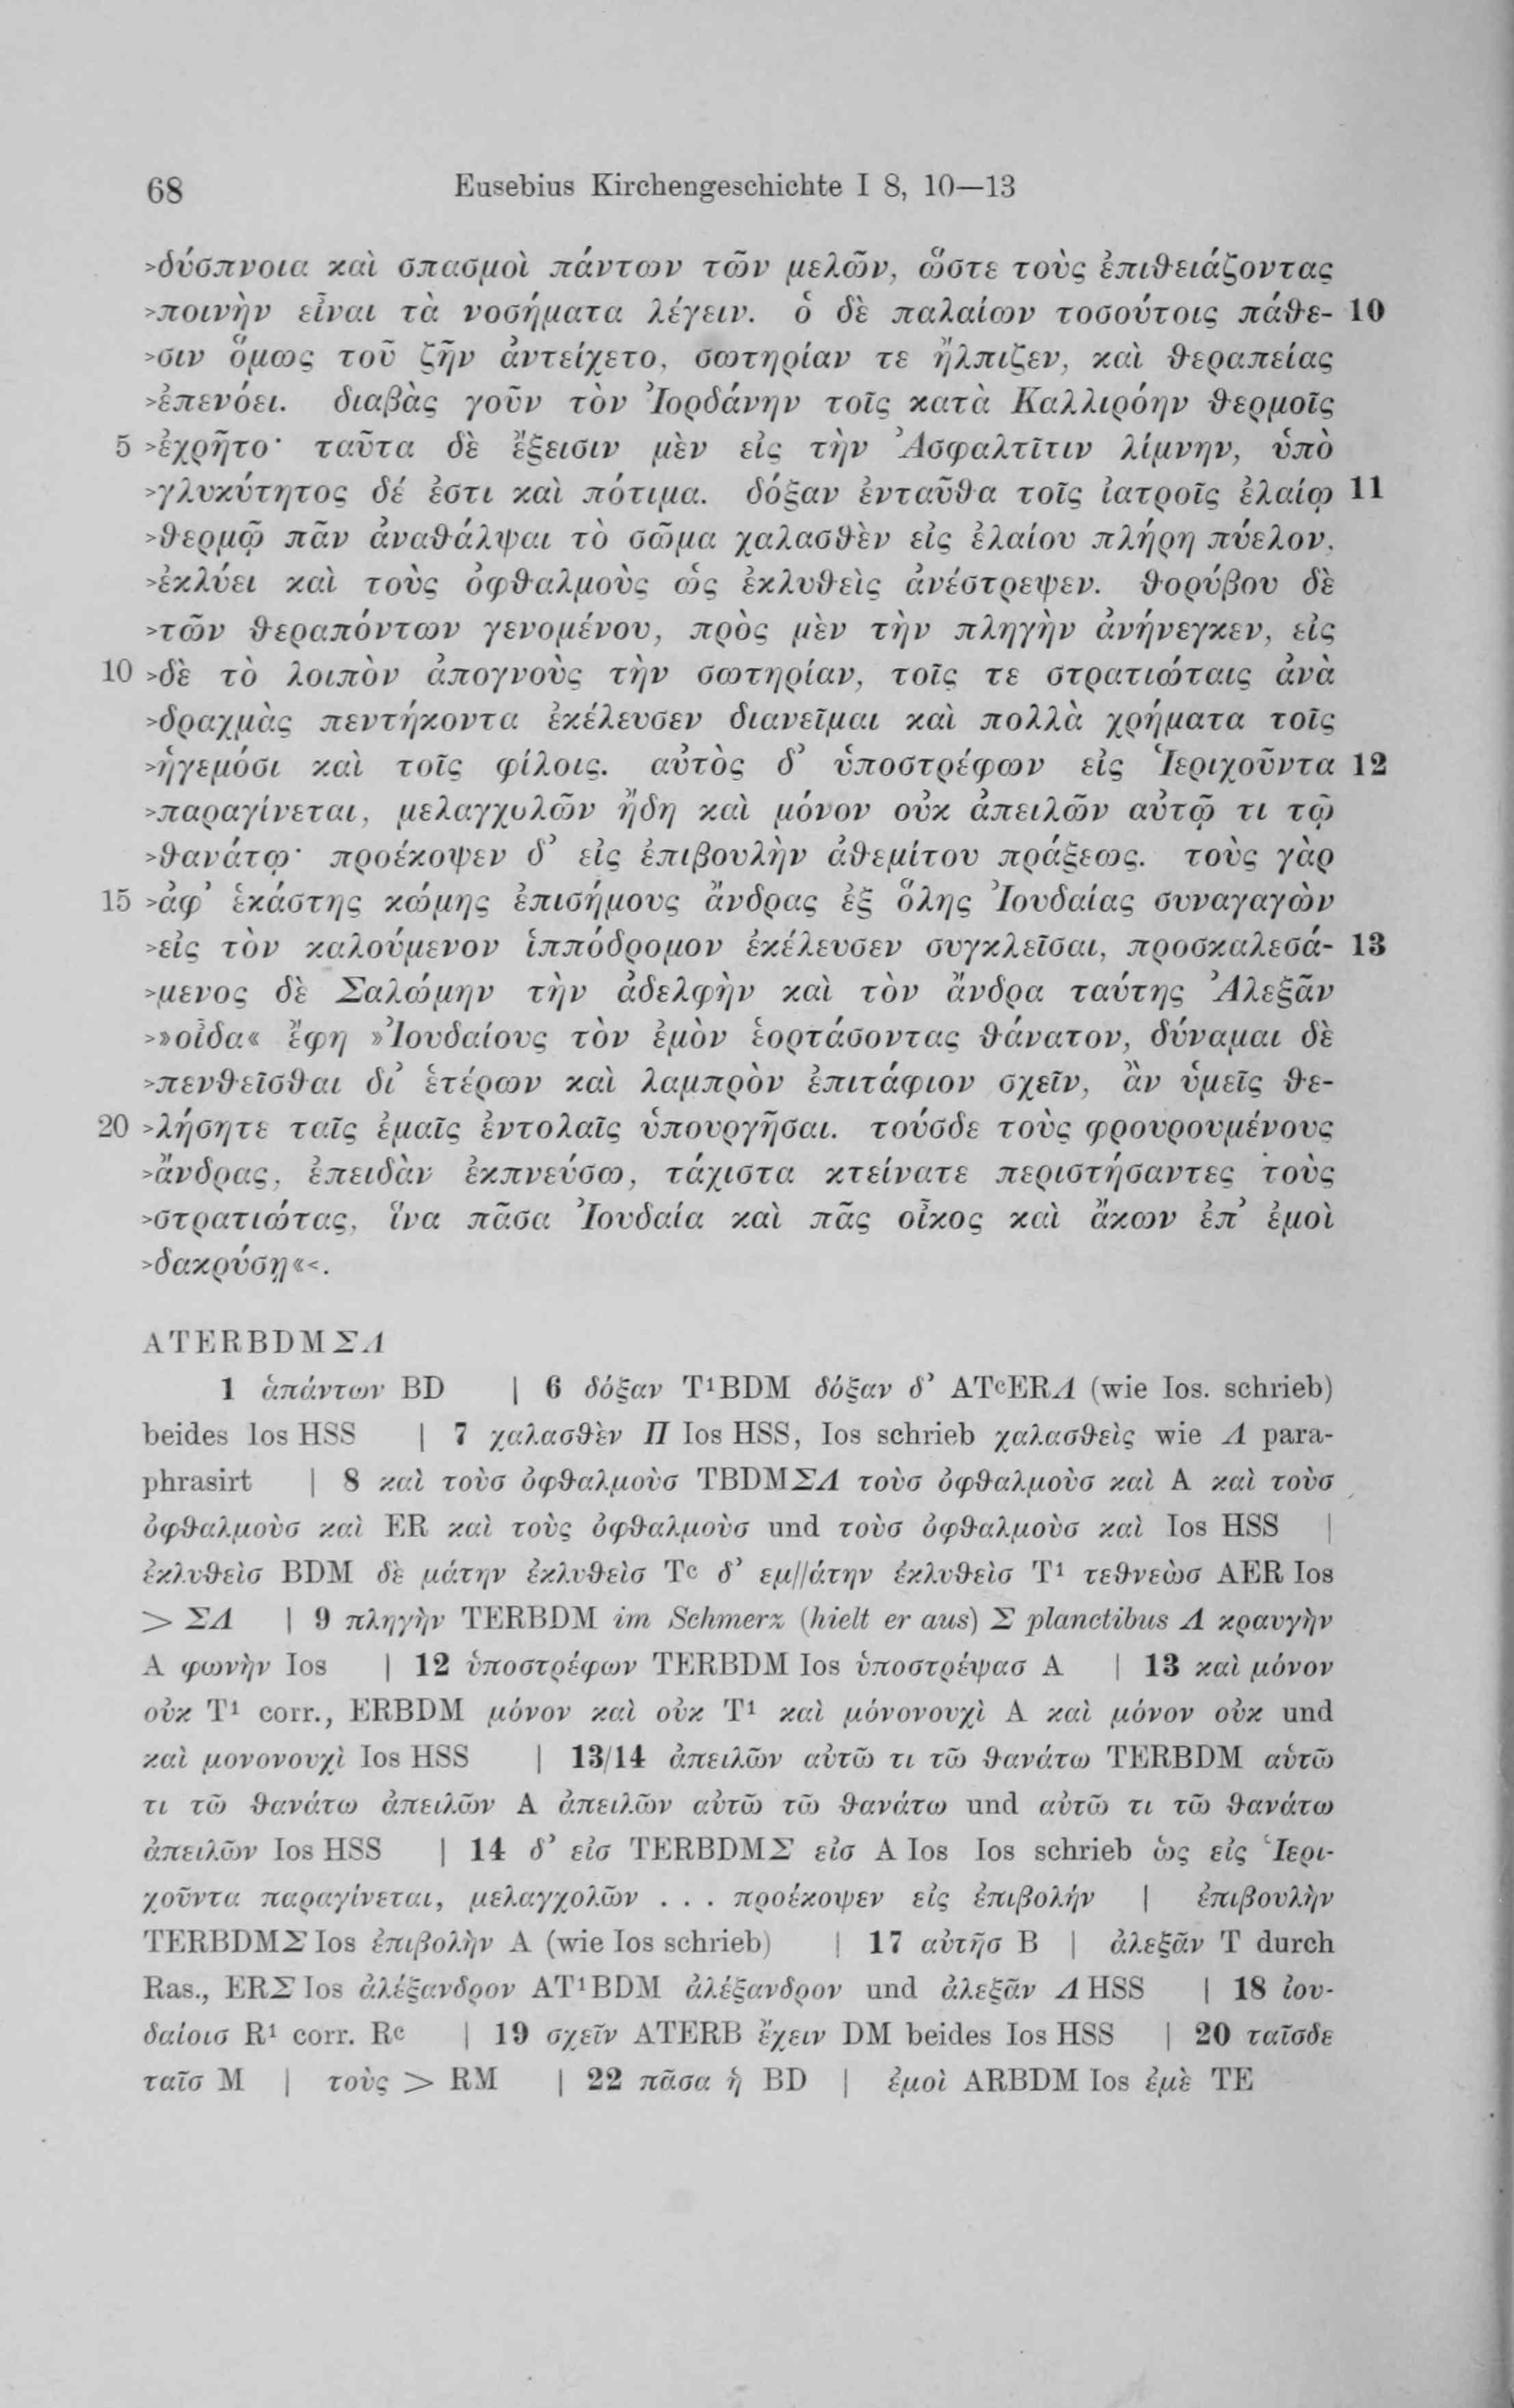 68 Eusebius Kirchengeschichte I 8, 10—13
>δύσπνοια καὶ σπασμοὶ πάντων τῶν μελῶν, ὥστε τοὺς ἐπιθειάζοντας
>ποινὴν εἶναι τὰ νοσήματα λέγειν. ὁ δὲ παλαίων τοσούτοις πάθε- 10
>σιν ὅμως τοῦ ζῆν ἀντείχετο, σωτηρίαν τε ἤλπιζεν, καὶ θεραπείας
>ἐπενόει. διαβὰς γοῦν τὸν Ἰορδάνην τοῖς κατὰ Καλλιρόην θερμοῖς
5 >ἐχρῆτο· ταῦτα δὲ ἔξεισιν μὲν εἰς τὴν Ἀσφαλτῖτιν λίμνην, ὑπὸ
>γλυκύτητος δέ ἐστι καὶ πότιμα. δόξαν ἐνταῦθα τοῖς ἰατροῖς ἐλαίῳ 11
>θερμῷ πᾶν ἀναθάλψαι τὸ σῶμα χαλασθὲν εἰς ἐλαίου πλήρη πύελον,
>ἐκλύει καὶ τοὺς ὀφθαλμοὺς ὡς ἐκλυθεὶς ἀνέστρεψεν. θορύβου δὲ
>τῶν θεραπόντων γενομένου, πρὸς μὲν τὴν πληγὴν ἀνήνεγκεν, εἰς
10 >δὲ τὸ λοιπὸν ἀπογνοὺς τὴν σωτηρίαν, τοῖς τε στρατιώταις ἀνὰ
>δραχμὰς πεντήκοντα ἐκέλευσεν διανεῖμαι καὶ πολλὰ χρήματα τοῖς
>ἡγεμόσι καὶ τοῖς φίλοις. αὐτὸς δ’ ὑποστρέφων εἰς Ἱεριχοῦντα 12
>παραγίνεται, μελαγχολῶν ἤδη καὶ μόνον οὐκ ἀπειλῶν αὐτῷ τι τῷ
>θανάτῳ· προέκοψεν δ’ εἰς ἐπιβουλὴν ἀθεμίτου πράξεως. τοὺς γὰρ
15 >ἀφ’ ἑκάστης κώμης ἐπισήμους ἄνδρας ἐξ ὅλης Ἰουδαίας συναγαγὼν
>εἰς τὸν καλούμενον ἱππόδρομον ἐκέλευσεν συγκλεῖσαι, προσκαλεσά- 13
>μενος δὲ Σαλώμην τὴν ἀδελφὴν καὶ τὸν ἄνδρα ταύτης Ἀλεξᾶν
>»οἶδα« ἔφη »Ἰουδαίους τὸν ἐμὸν ἑορτάσοντας θάνατον, δύναμαι δὲ
>πενθεῖσθαι δι’ ἑτέρων καὶ λαμπρὸν ἐπιτάφιον σχεῖν, ἂν ὑμεῖς θε-
20 >λήσητε ταῖς ἐμαῖς ἐντολαῖς ὑπουργῆσαι. τούσδε τοὺς φρουρουμένους
>ἄνδρας, ἐπειδὰν ἐκπνεύσω, τάχιστα κτείνατε περιστήσαντες τοὺς
>στρατιώτας, ἵνα πᾶσα Ἰουδαία καὶ πᾶς οἶκος καὶ ἄκων ἐπ’ ἐμοὶ
>δακρύσῃ«<.
ATERBDMΣΛ
1 ἁπάντων BD | 6 δόξαν T¹BDM δόξαν δ’ ATᶜERΛ (wie Ios. schrieb)
beides Ios HSS | 7 χαλασθὲν Π Ios HSS, Ios schrieb χαλασθεὶς wie Λ para-
phrasirt | 8 καὶ τοὺσ ὀφθαλμοὺσ TBDMΣΛ τοὺσ ὀφθαλμοὺσ καὶ A καὶ τοὺσ
ὀφθαλμοὺσ καὶ ER καὶ τοὺς ὀφθαλμοὺσ und τοὺσ ὀφθαλμοὺσ καὶ Ios HSS |
ἐκλυθεὶσ BDM δὲ μάτην ἐκλυθεὶσ Tᶜ δ’ εμ//άτην ἐκλυθεὶσ T¹ τεθνεὼσ AER Ios
> ΣΛ | 9 πληγὴν TERBDM im Schmerz (hielt er aus) Σ planctibus Λ κραυγὴν
A φωνὴν Ios | 12 ὑποστρέφων TERBDM Ios ὑποστρέψασ A | 13 καὶ μόνον
οὐκ T¹ corr., ERBDM μόνον καὶ οὐκ T¹ καὶ μόνονουχὶ A καὶ μόνον οὐκ und
καὶ μονονουχὶ Ios HSS | 13/14 ἀπειλῶν αὐτῶ τι τῶ θανάτω TERBDM αὑτῶ
τι τῶ θανάτω ἀπειλῶν A ἀπειλῶν αὐτῶ τῶ θανάτω und αὐτῶ τι τῶ θανάτω
ἀπειλῶν Ios HSS | 14 δ’ εἰσ TERBDMΣ εἰσ A Ios Ios schrieb ὡς εἰς Ἱερι-
χοῦντα παραγίνεται, μελαγχολῶν . . . προέκοψεν εἰς ἐπιβολήν | ἐπιβουλὴν
TERBDMΣ Ios ἐπιβολὴν A (wie Ios schrieb) | 17 αὐτῆσ B | ἀλεξᾶν T durch
Ras., ERΣ Ios ἀλέξανδρον AT¹BDM ἀλέξανδρον und ἀλεξᾶν Λ HSS | 18 ἰου-
δαίοισ R¹ corr. Rᶜ | 19 σχεῖν ATERB ἔχειν DM beides Ios HSS | 20 ταῖσδε
ταῖσ M | τοὺς > RM | 22 πᾶσα ἡ BD | ἐμοὶ ARBDM Ios ἐμὲ TE